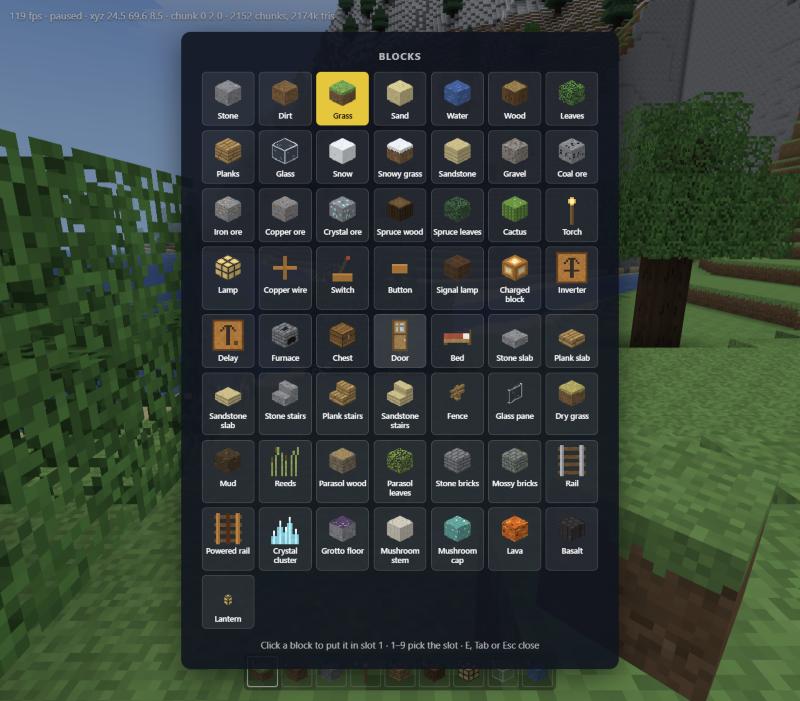 119 fps · paused · xyz 24.5 69.6 8.5 · chunk 0 2 0 · 2152 chunks, 2174k tris
BLOCKS
Stone
Dirt
Grass
Sand
Water
Wood
Leaves
Planks
Glass
Snow
Snowy grass
Sandstone
Gravel
Coal ore
Iron ore
Copper ore
Crystal ore
Spruce wood
Spruce leaves
Cactus
Torch
Lamp
Copper wire
Switch
Button
Signal lamp
Charged
block
Inverter
Delay
Furnace
Chest
Door
Bed
Stone slab
Plank slab
Sandstone
slab
Stone stairs
Plank stairs
Sandstone
stairs
Fence
Glass pane
Dry grass
Mud
Reeds
Parasol wood
Parasol
leaves
Stone bricks
Mossy bricks
Rail
Powered rail
Crystal
cluster
Grotto floor
Mushroom
stem
Mushroom
cap
Lava
Basalt
Lantern
Click a block to put it in slot 1 · 1–9 pick the slot · E, Tab or Esc close